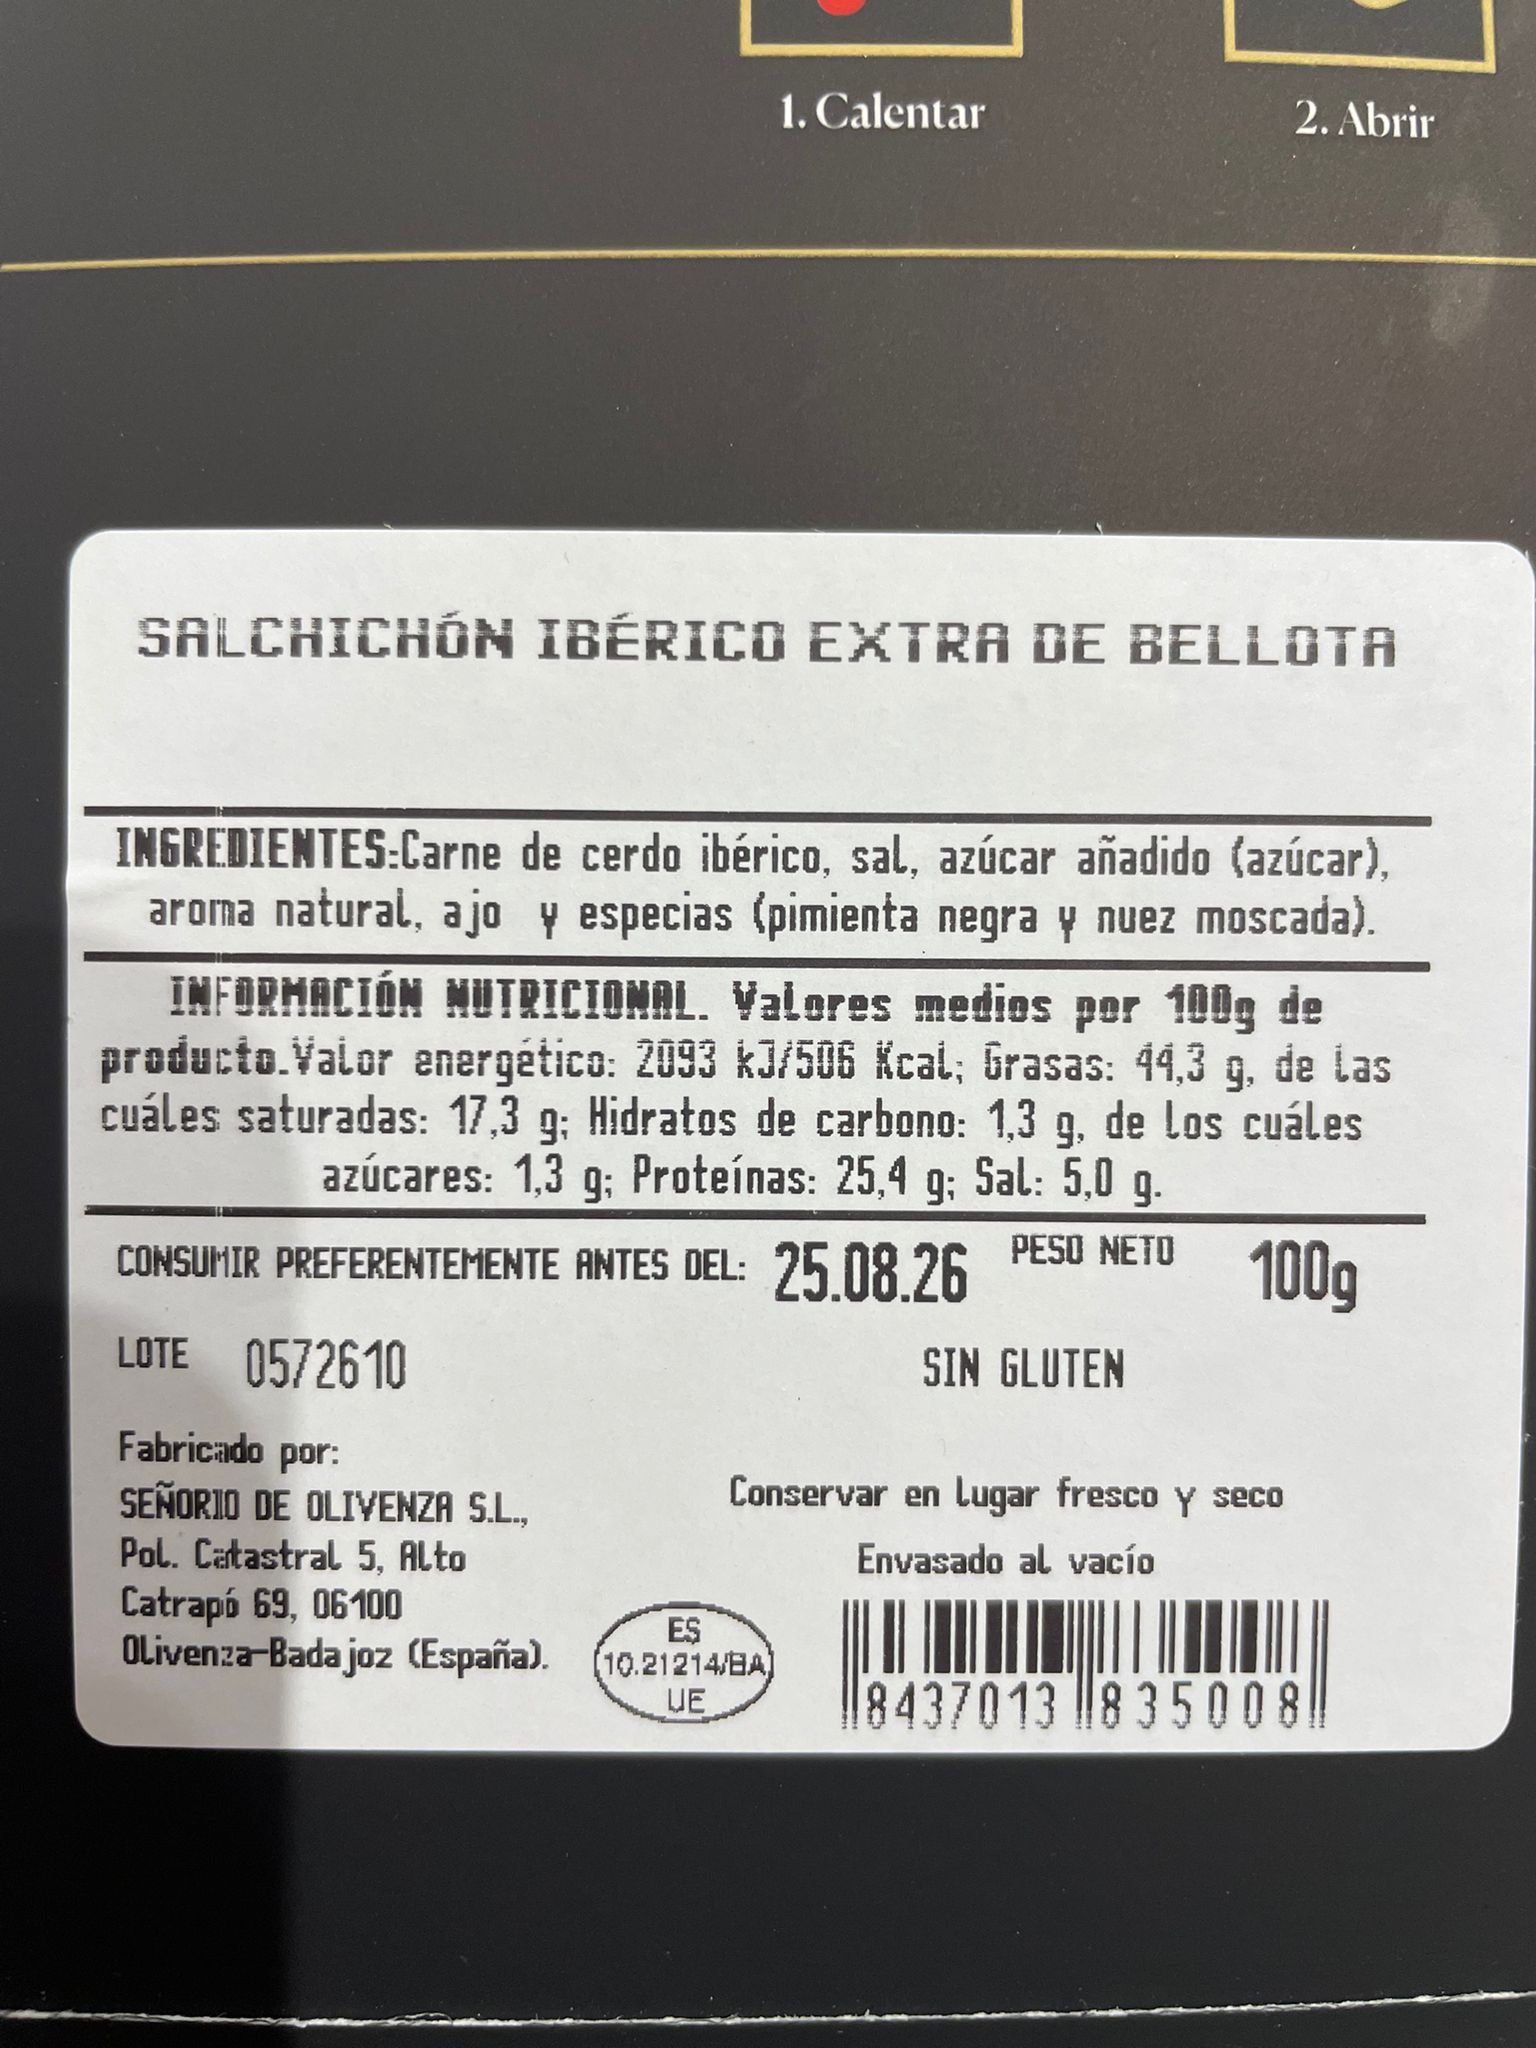 1. Calentar
2. Abrir
SALCHICHÓN IBÉRICO EXTRA DE BELLOTA
INGREDIENTES:Carne de cerdo ibérico, sal, azúcar añadido (azúcar),
aroma natural, ajo y especias (pimienta negra y nuez moscada).
INFORMACIÓN NUTRICIONAL. Valores medios por 100g de
producto.Valor energético: 2093 kJ/506 Kcal; Grasas: 44,3 g, de las
cuáles saturadas: 17,3 g; Hidratos de carbono: 1,3 g, de los cuáles
azúcares: 1,3 g; Proteínas: 25,4 g; Sal: 5,0 g.
CONSUMIR PREFERENTEMENTE ANTES DEL: 25.08.26 PESO NETO 100g
LOTE 0572610
SIN GLUTEN
Fabricado por:
SEÑORIO DE OLIVENZA S.L.,
Pol. Catastral 5, Alto
Catrapó 69, 06100
Olivenza-Badajoz (España).
Conservar en lugar fresco y seco
Envasado al vacío
ES
10.21214/BA
UE
8437013 835008